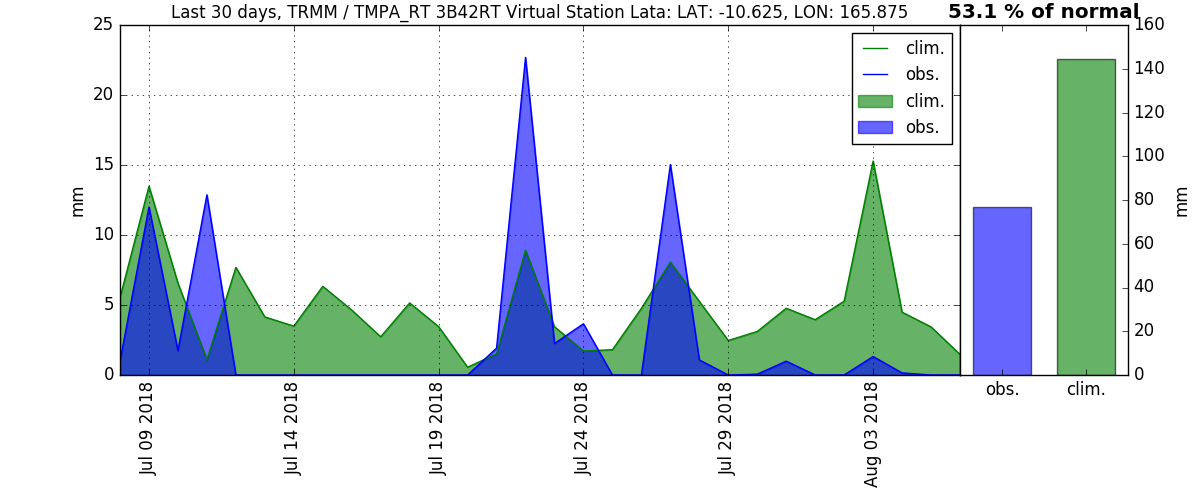 Last 30 days, TRMM / TMPA_RT 3B42RT Virtual Station Lata: LAT: -10.625, LON: 165.875
53.1 % of normal
25
20
15
10
5
0
mm
clim.
obs.
clim.
obs.
160
140
120
100
80
60
40
20
0
mm
Jul 09 2018
Jul 14 2018
Jul 19 2018
Jul 24 2018
Jul 29 2018
Aug 03 2018
obs.
clim.